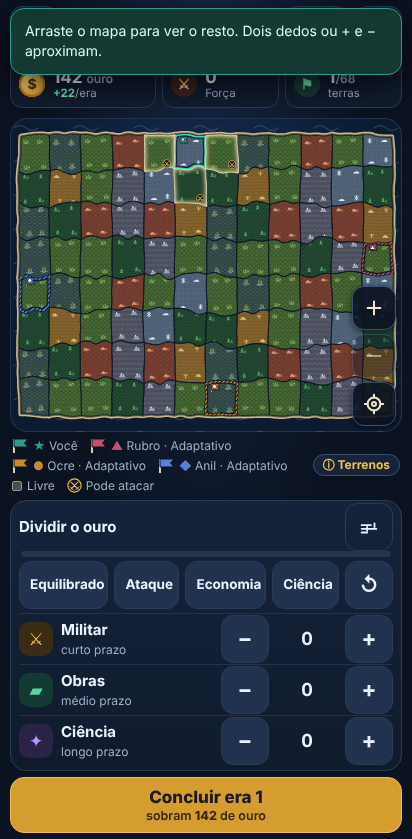 Arraste o mapa para ver o resto. Dois dedos ou + e −
aproximam.
142 ouro
+22/era
0
Força
1/68
terras
+
−
Você Rubro · Adaptativo
Ocre · Adaptativo Anil · Adaptativo
Livre Pode atacar
Terrenos
Dividir o ouro
Equilibrado Ataque Economia Ciência
Militar
curto prazo
− 0 +
Obras
médio prazo
− 0 +
Ciência
longo prazo
− 0 +
Concluir era 1
sobram 142 de ouro